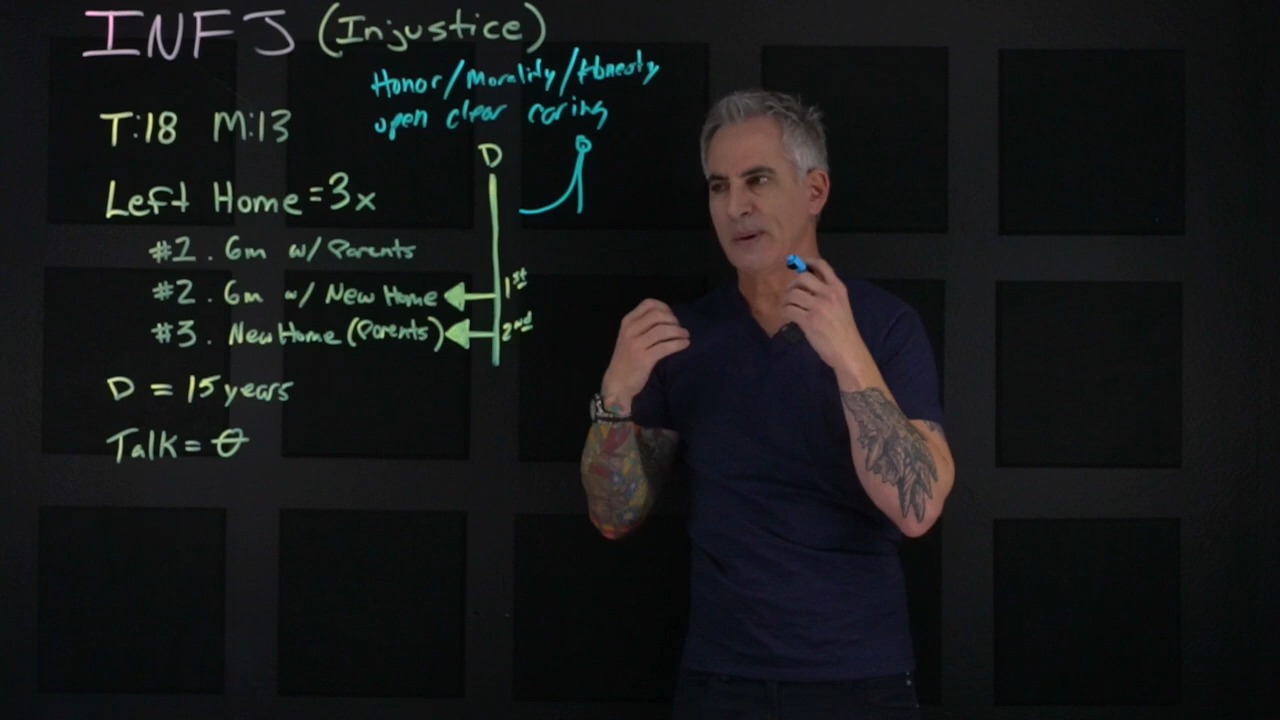 INFJ (Injustice)
Honor/Morality/Honesty
open clear caring
T:18 M:13
D
Left Home=3x
#2. 6m w/ Parents
#2. 6m w/ New Home
1st
#3. New Home (Parents)
2nd
D = 15 years
Talk = 0